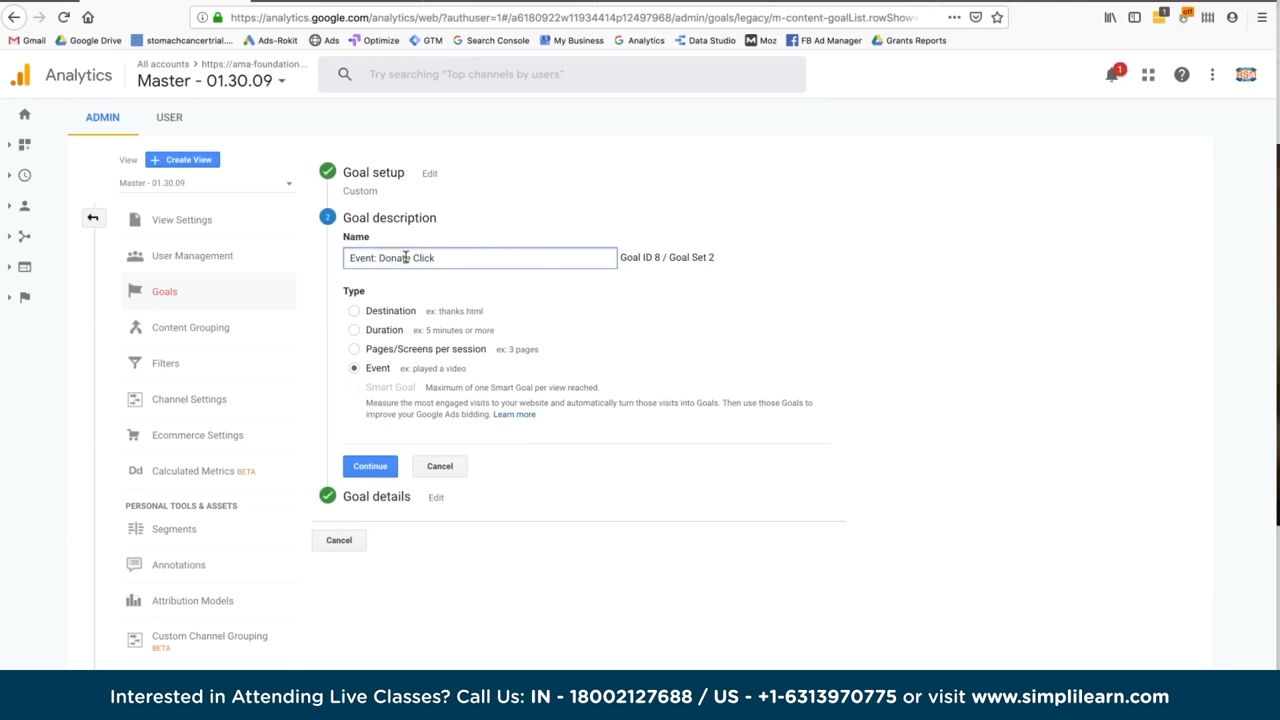 https://analytics.google.com/analytics/web/?authuser=1#/a6180922w11934414p12497968/admin/goals/legacy/m-content-goalList.rowShow=
1
off
Gmail
Google Drive
stomachcancertrial...
Ads-Rokit
Ads
Optimize
GTM
Search Console
My Business
Analytics
Data Studio
Moz
FB Ad Manager
Grants Reports
Analytics
All accounts > https://ama-foundation...
Master - 01.30.09
Try searching "Top channels by users"
1
ADMIN
USER
View
Create View
Master - 01.30.09
View Settings
User Management
Goals
Content Grouping
Filters
Channel Settings
Ecommerce Settings
Dd Calculated Metrics BETA
PERSONAL TOOLS & ASSETS
Segments
Annotations
Attribution Models
Custom Channel Grouping
BETA
Goal setup Edit
Custom
2 Goal description
Name
Event: Donate Click
Goal ID 8 / Goal Set 2
Type
Destination ex: thanks.html
Duration ex: 5 minutes or more
Pages/Screens per session ex: 3 pages
Event ex: played a video
Smart Goal Maximum of one Smart Goal per view reached.
Measure the most engaged visits to your website and automatically turn those visits into Goals. Then use those Goals to
improve your Google Ads bidding. Learn more
Continue
Cancel
Goal details Edit
Cancel
Interested in Attending Live Classes? Call Us: IN - 18002127688 / US - +1-6313970775 or visit www.simplilearn.com